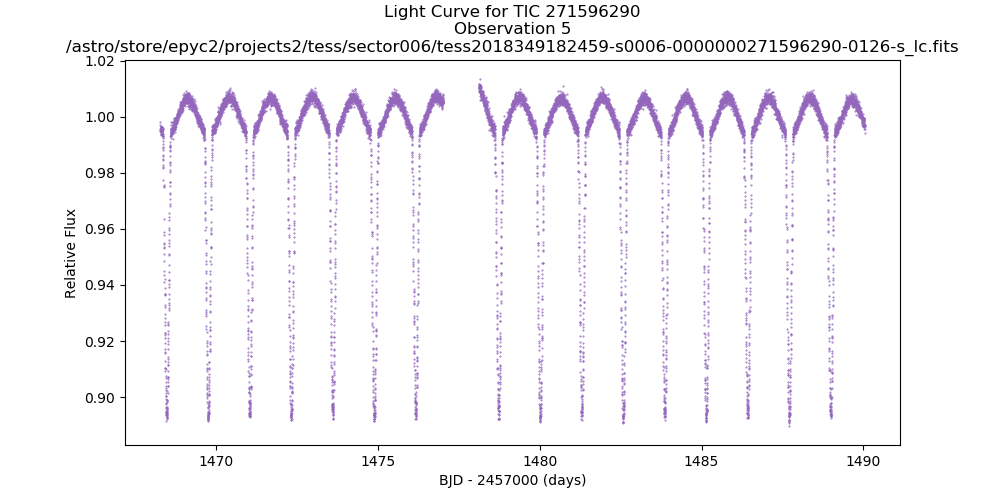 Light Curve for TIC 271596290
Observation 5
/astro/store/epyc2/projects2/tess/sector006/tess2018349182459-s0006-0000000271596290-0126-s_lc.fits
1.02
1.00
0.98
0.96
0.94
0.92
0.90
Relative Flux
1470
1475
1480
1485
1490
BJD - 2457000 (days)